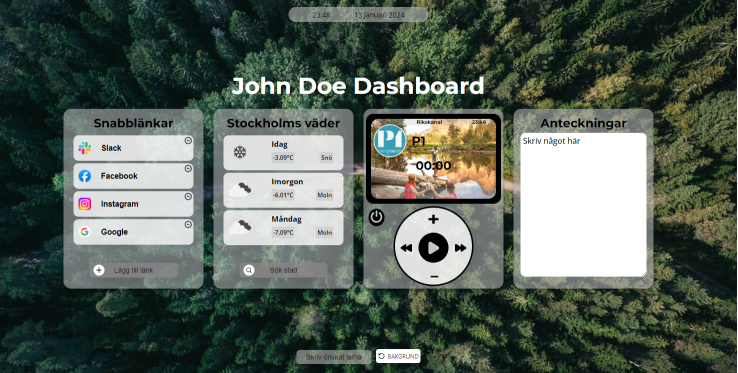 23:48 13 januari 2024
John Doe Dashboard
Snabblänkar
Slack
Facebook
Instagram
Google
Lägg till länk
Stockholms väder
Idag
-3.09°C Snö
Imorgon
-6.01°C Moln
Måndag
-7.09°C Moln
Sök stad
Rikskanal 23:48
P1
P1
00:00
Anteckningar
Skriv något här
Skriv önskat tema
BAKGRUND